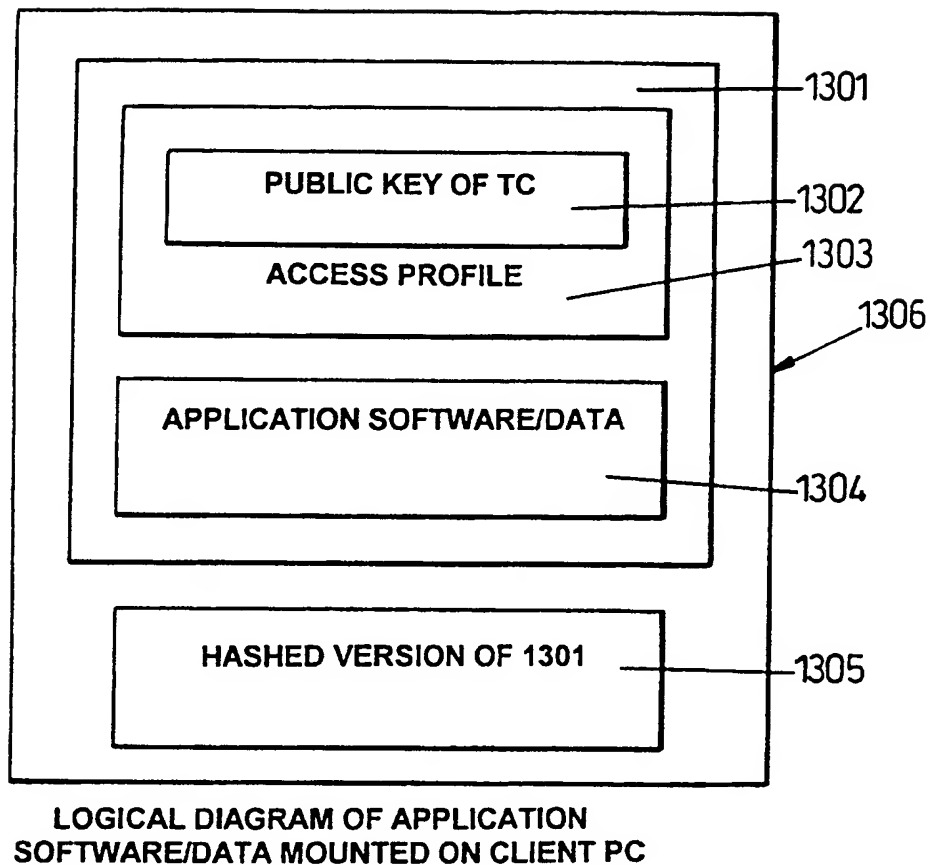 1301
PUBLIC KEY OF TC
1302
1303
ACCESS PROFILE
1306
APPLICATION SOFTWARE/DATA
1304
HASHED VERSION OF 1301
1305
LOGICAL DIAGRAM OF APPLICATION
SOFTWARE/DATA MOUNTED ON CLIENT PC